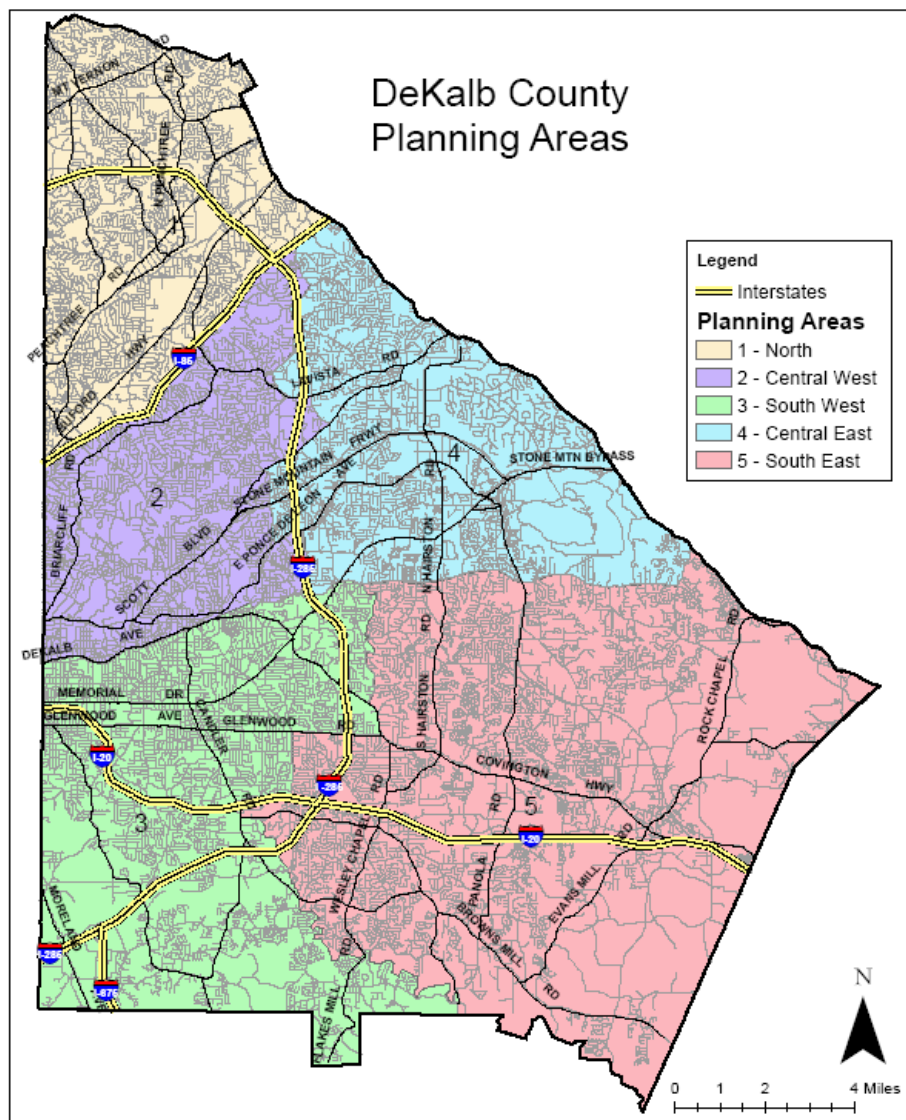 DeKalb County
Planning Areas
Legend
Interstates
Planning Areas
1 - North
2 - Central West
3 - South West
4 - Central East
5 - South East
MT VERNON
RD
RD
N PEACHTREE
RD
PEACHTREE
HWY
BUFORD
I-85
LAVISTA
RD
RD
BRIARCLIFF
2
4
STONE MOUNTAIN
FRWY
STONE MTN BYPASS
RD
E PONCE DE LEON
AVE
SCOTT
BLVD
N HAIRSTON
I-285
DEKALB
AVE
MEMORIAL
DR
GLENWOOD
AVE
GLENWOOD
RD
CANDLER
RD
RD
S HAIRSTON
ROCK CHAPEL
RD
COVINGTON
HWY
I-20
3
5
RD
RD
I-20
RD
WESLEY CHAPEL
PANOLA
EVANS MILL
BROWNS MILL
RD
MORELAND
I-285
RD
FLAKES MILL
N
0 1 2 4 Miles